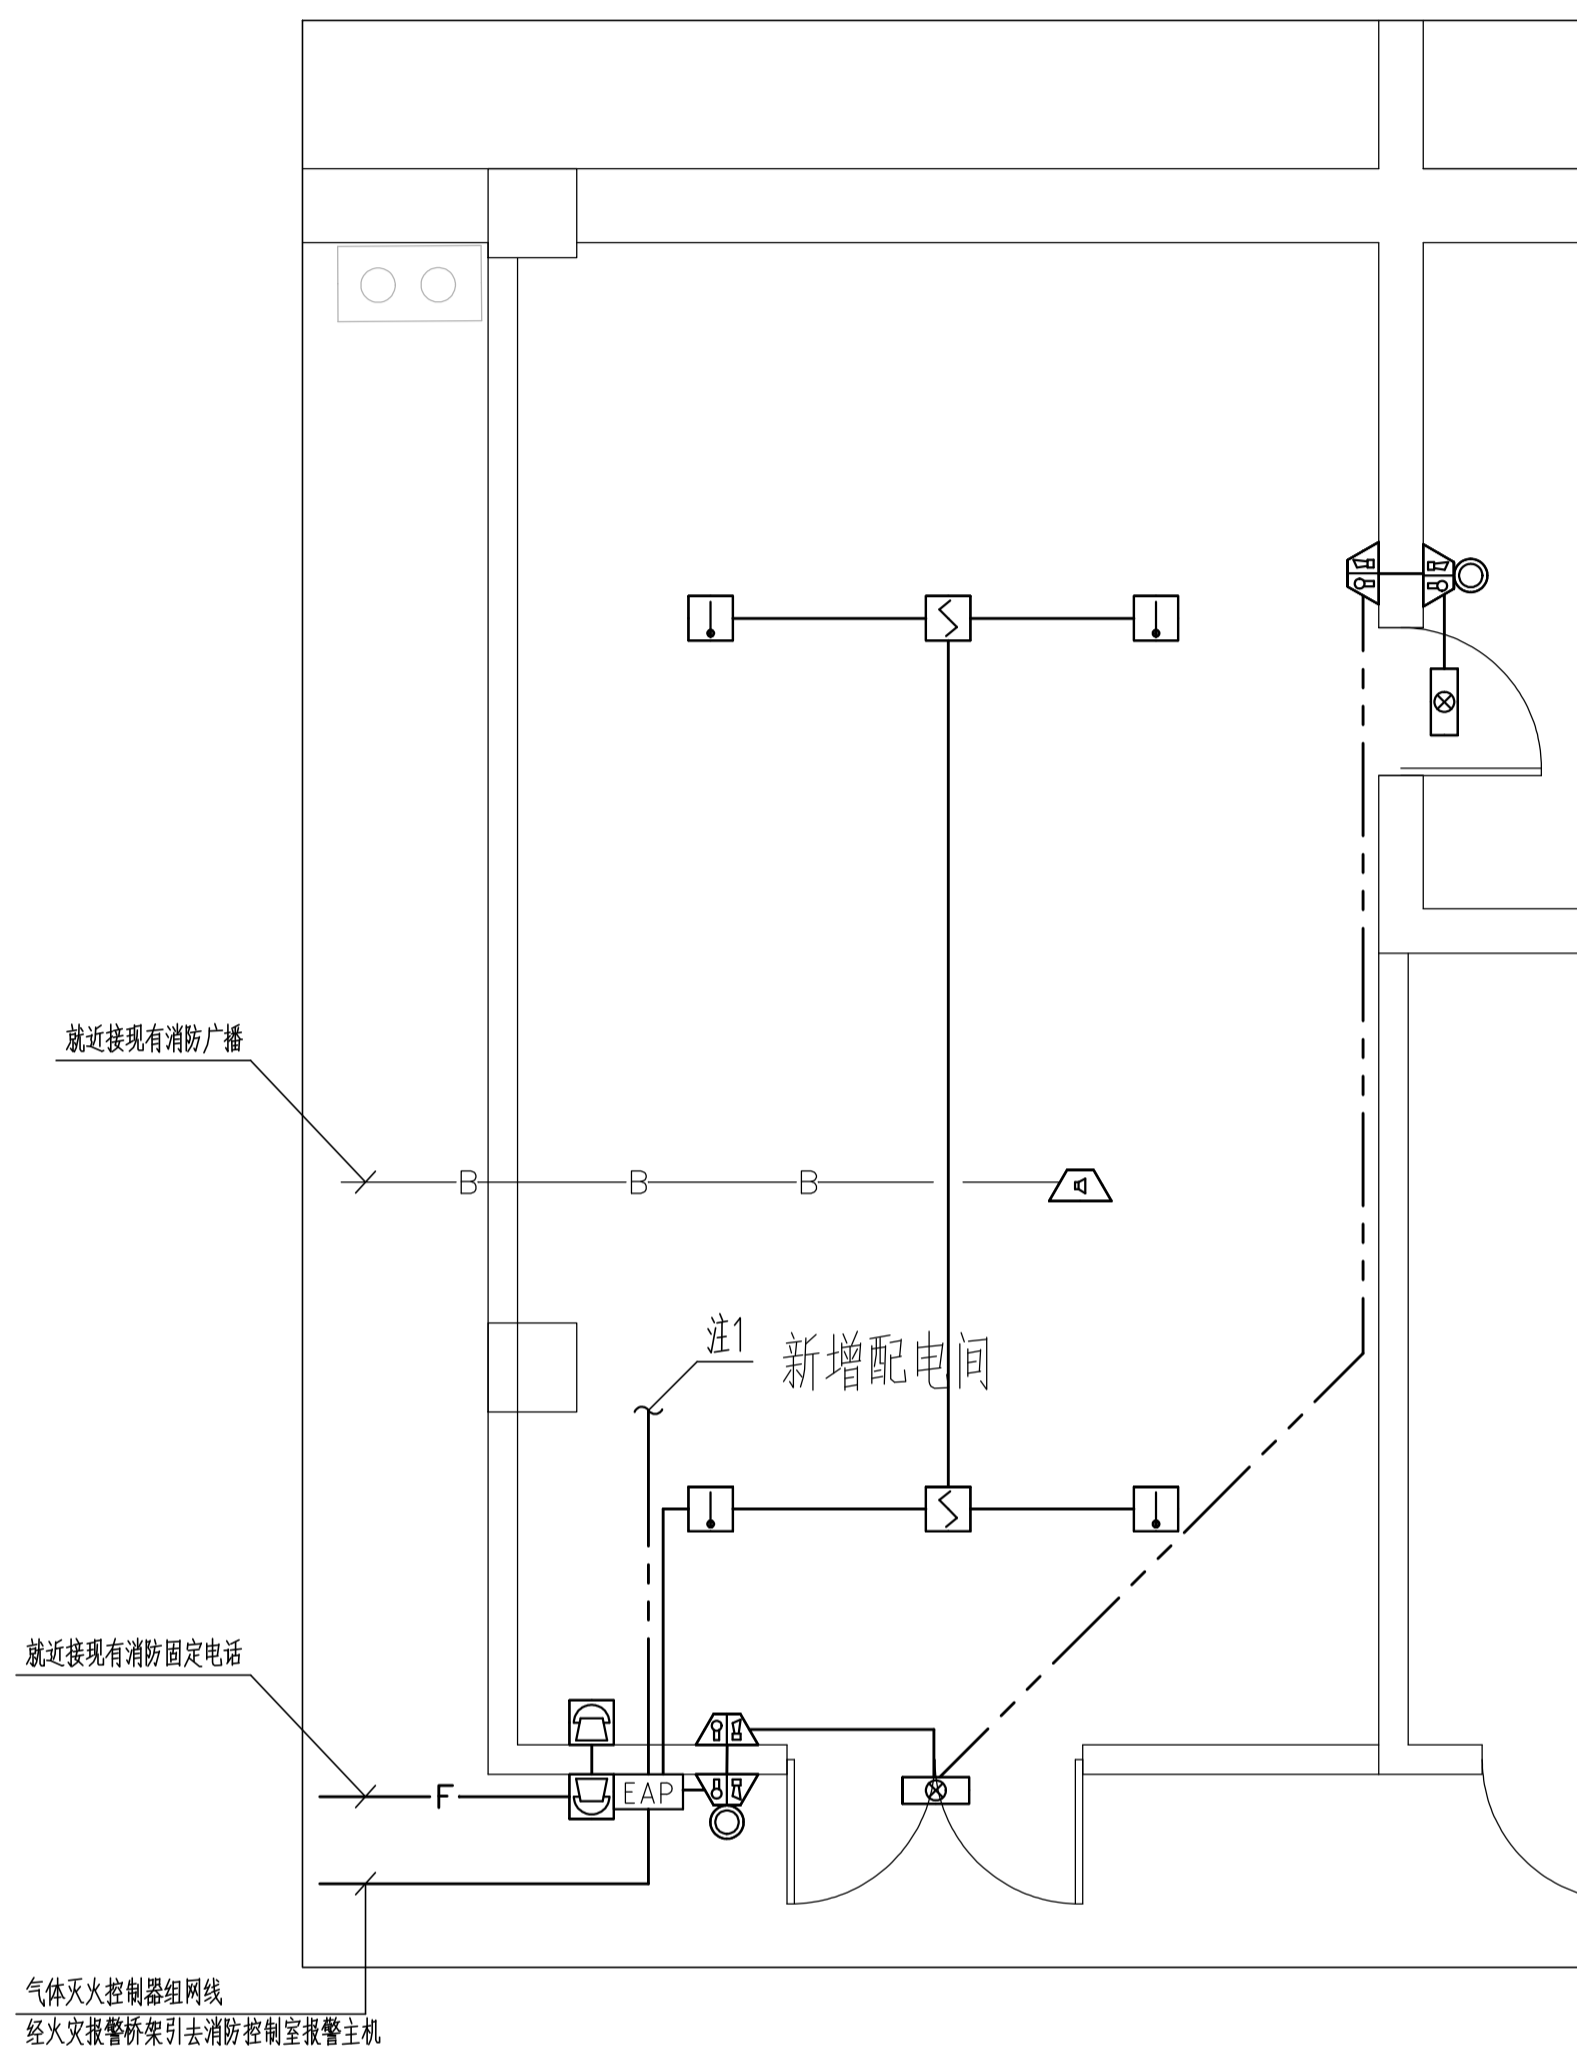 就近接现有消防广播
B
B
B
注1
新增配电间
就近接现有消防固定电话
F
EAP
气体灭火控制器组网线
经火灾报警桥架引去消防控制室报警主机